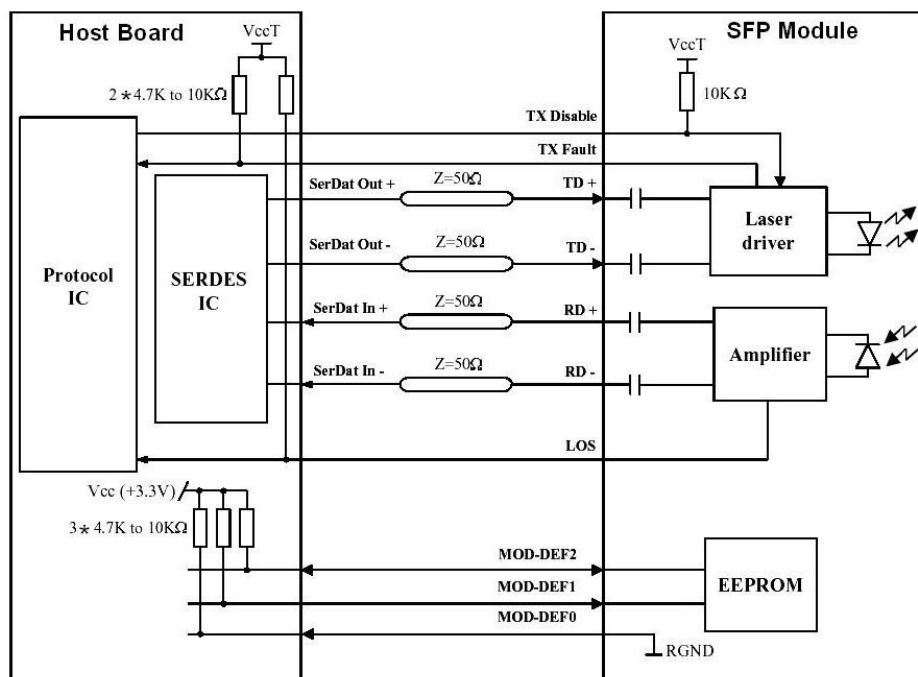 Host Board
SFP Module
VccT
VccT
2*4.7K to 10KΩ
10KΩ
TX Disable
TX Fault
SerDat Out +
Z=50Ω
TD +
SerDat Out -
Z=50Ω
TD -
Laser
driver
Protocol
IC
SERDES
IC
SerDat In +
Z=50Ω
RD +
SerDat In -
Z=50Ω
RD -
Amplifier
LOS
Vcc (+3.3V)
3*4.7K to 10KΩ
MOD-DEF2
MOD-DEF1
MOD-DEF0
EEPROM
RGND